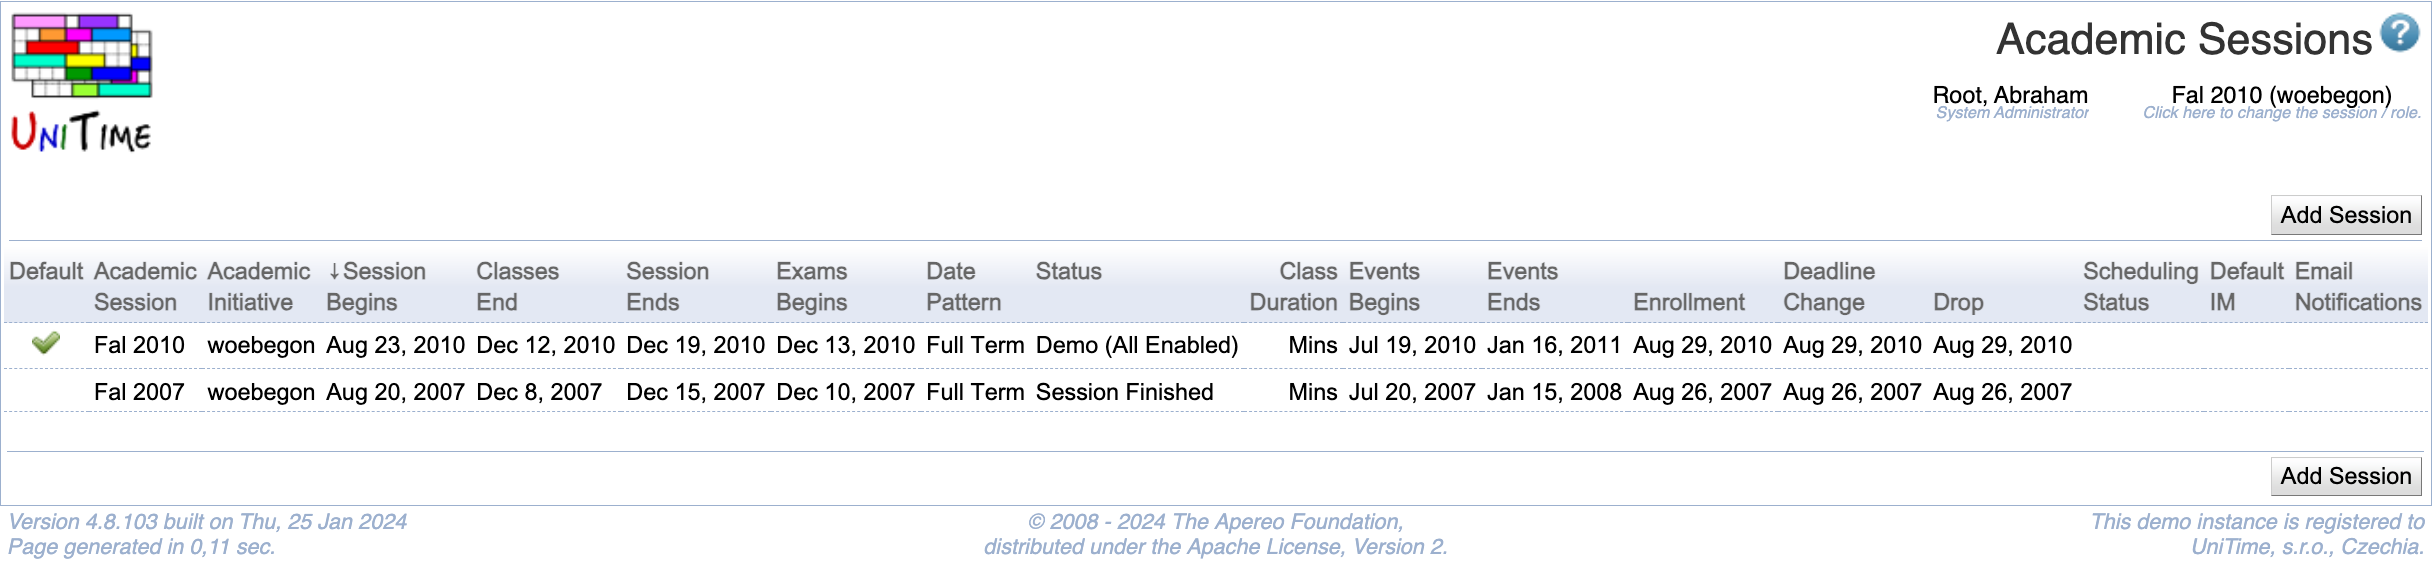 UniTime
Academic Sessions
Root, Abraham Fal 2010 (woebegon)
System Administrator Click here to change the session / role.
Add Session
Default Academic Academic ↓Session Classes Session Exams Date Status Class Events Events Deadline Scheduling Default Email
Session Initiative Begins End Ends Begins Pattern Duration Begins Ends Enrollment Change Drop Status IM Notifications
Fal 2010 woebegon Aug 23, 2010 Dec 12, 2010 Dec 19, 2010 Dec 13, 2010 Full Term Demo (All Enabled) Mins Jul 19, 2010 Jan 16, 2011 Aug 29, 2010 Aug 29, 2010 Aug 29, 2010
Fal 2007 woebegon Aug 20, 2007 Dec 8, 2007 Dec 15, 2007 Dec 10, 2007 Full Term Session Finished Mins Jul 20, 2007 Jan 15, 2008 Aug 26, 2007 Aug 26, 2007 Aug 26, 2007
Add Session
Version 4.8.103 built on Thu, 25 Jan 2024 © 2008 - 2024 The Apereo Foundation, This demo instance is registered to
Page generated in 0,11 sec. distributed under the Apache License, Version 2. UniTime, s.r.o., Czechia.